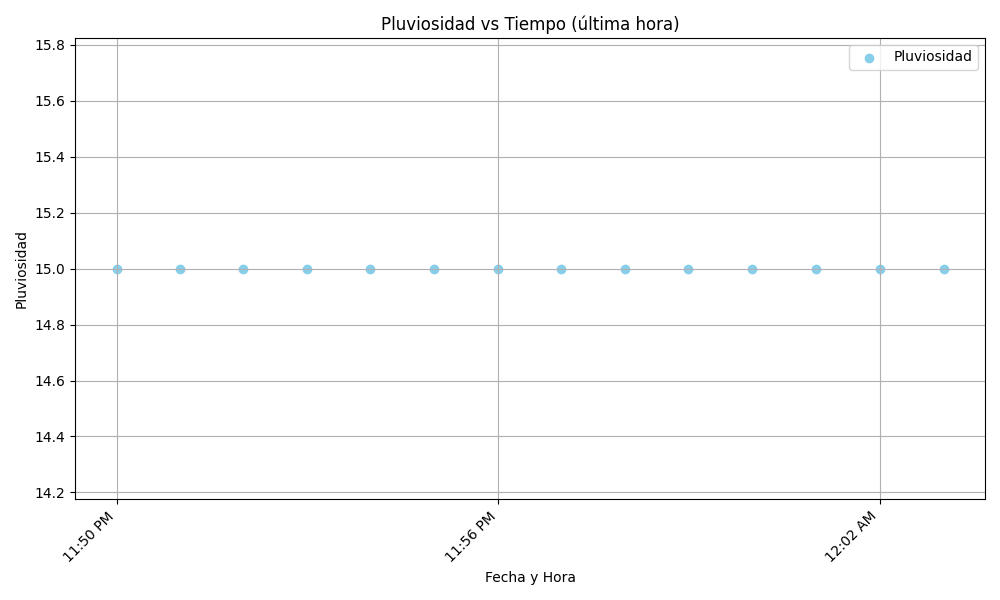 Pluviosidad vs Tiempo (última hora)
Pluviosidad
15.8
15.6
15.4
15.2
15.0
14.8
14.6
14.4
14.2
Pluviosidad
11:50 PM
11:56 PM
12:02 AM
Fecha y Hora